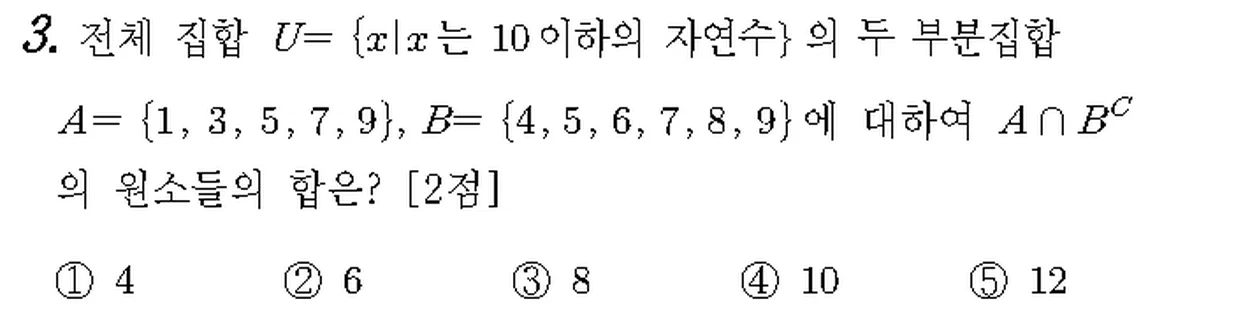 3. 전체 집합 U= {x|x는 10이하의 자연수}의 두 부분집합
A= {1, 3, 5, 7, 9}, B= {4, 5, 6, 7, 8, 9}에 대하여 A∩B^C
의 원소들의 합은? [2점]
① 4 ② 6 ③ 8 ④ 10 ⑤ 12